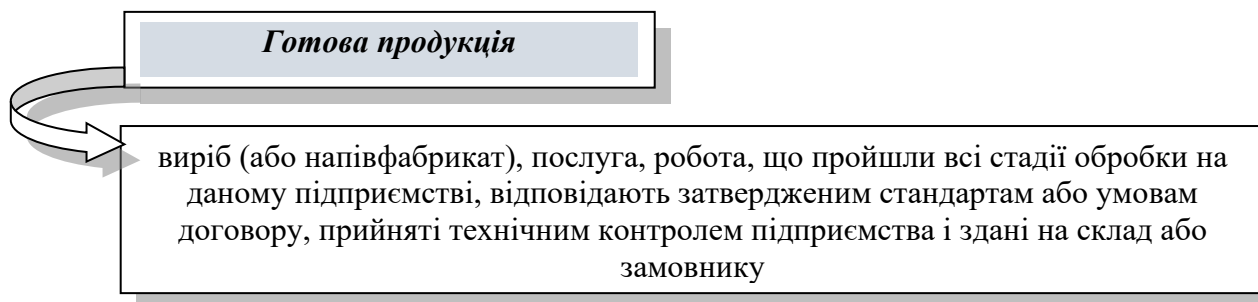 Готова продукція
виріб (або напівфабрикат), послуга, робота, що пройшли всі стадії обробки на
даному підприємстві, відповідають затвердженим стандартам або умовам
договору, прийняті технічним контролем підприємства і здані на склад або
замовнику